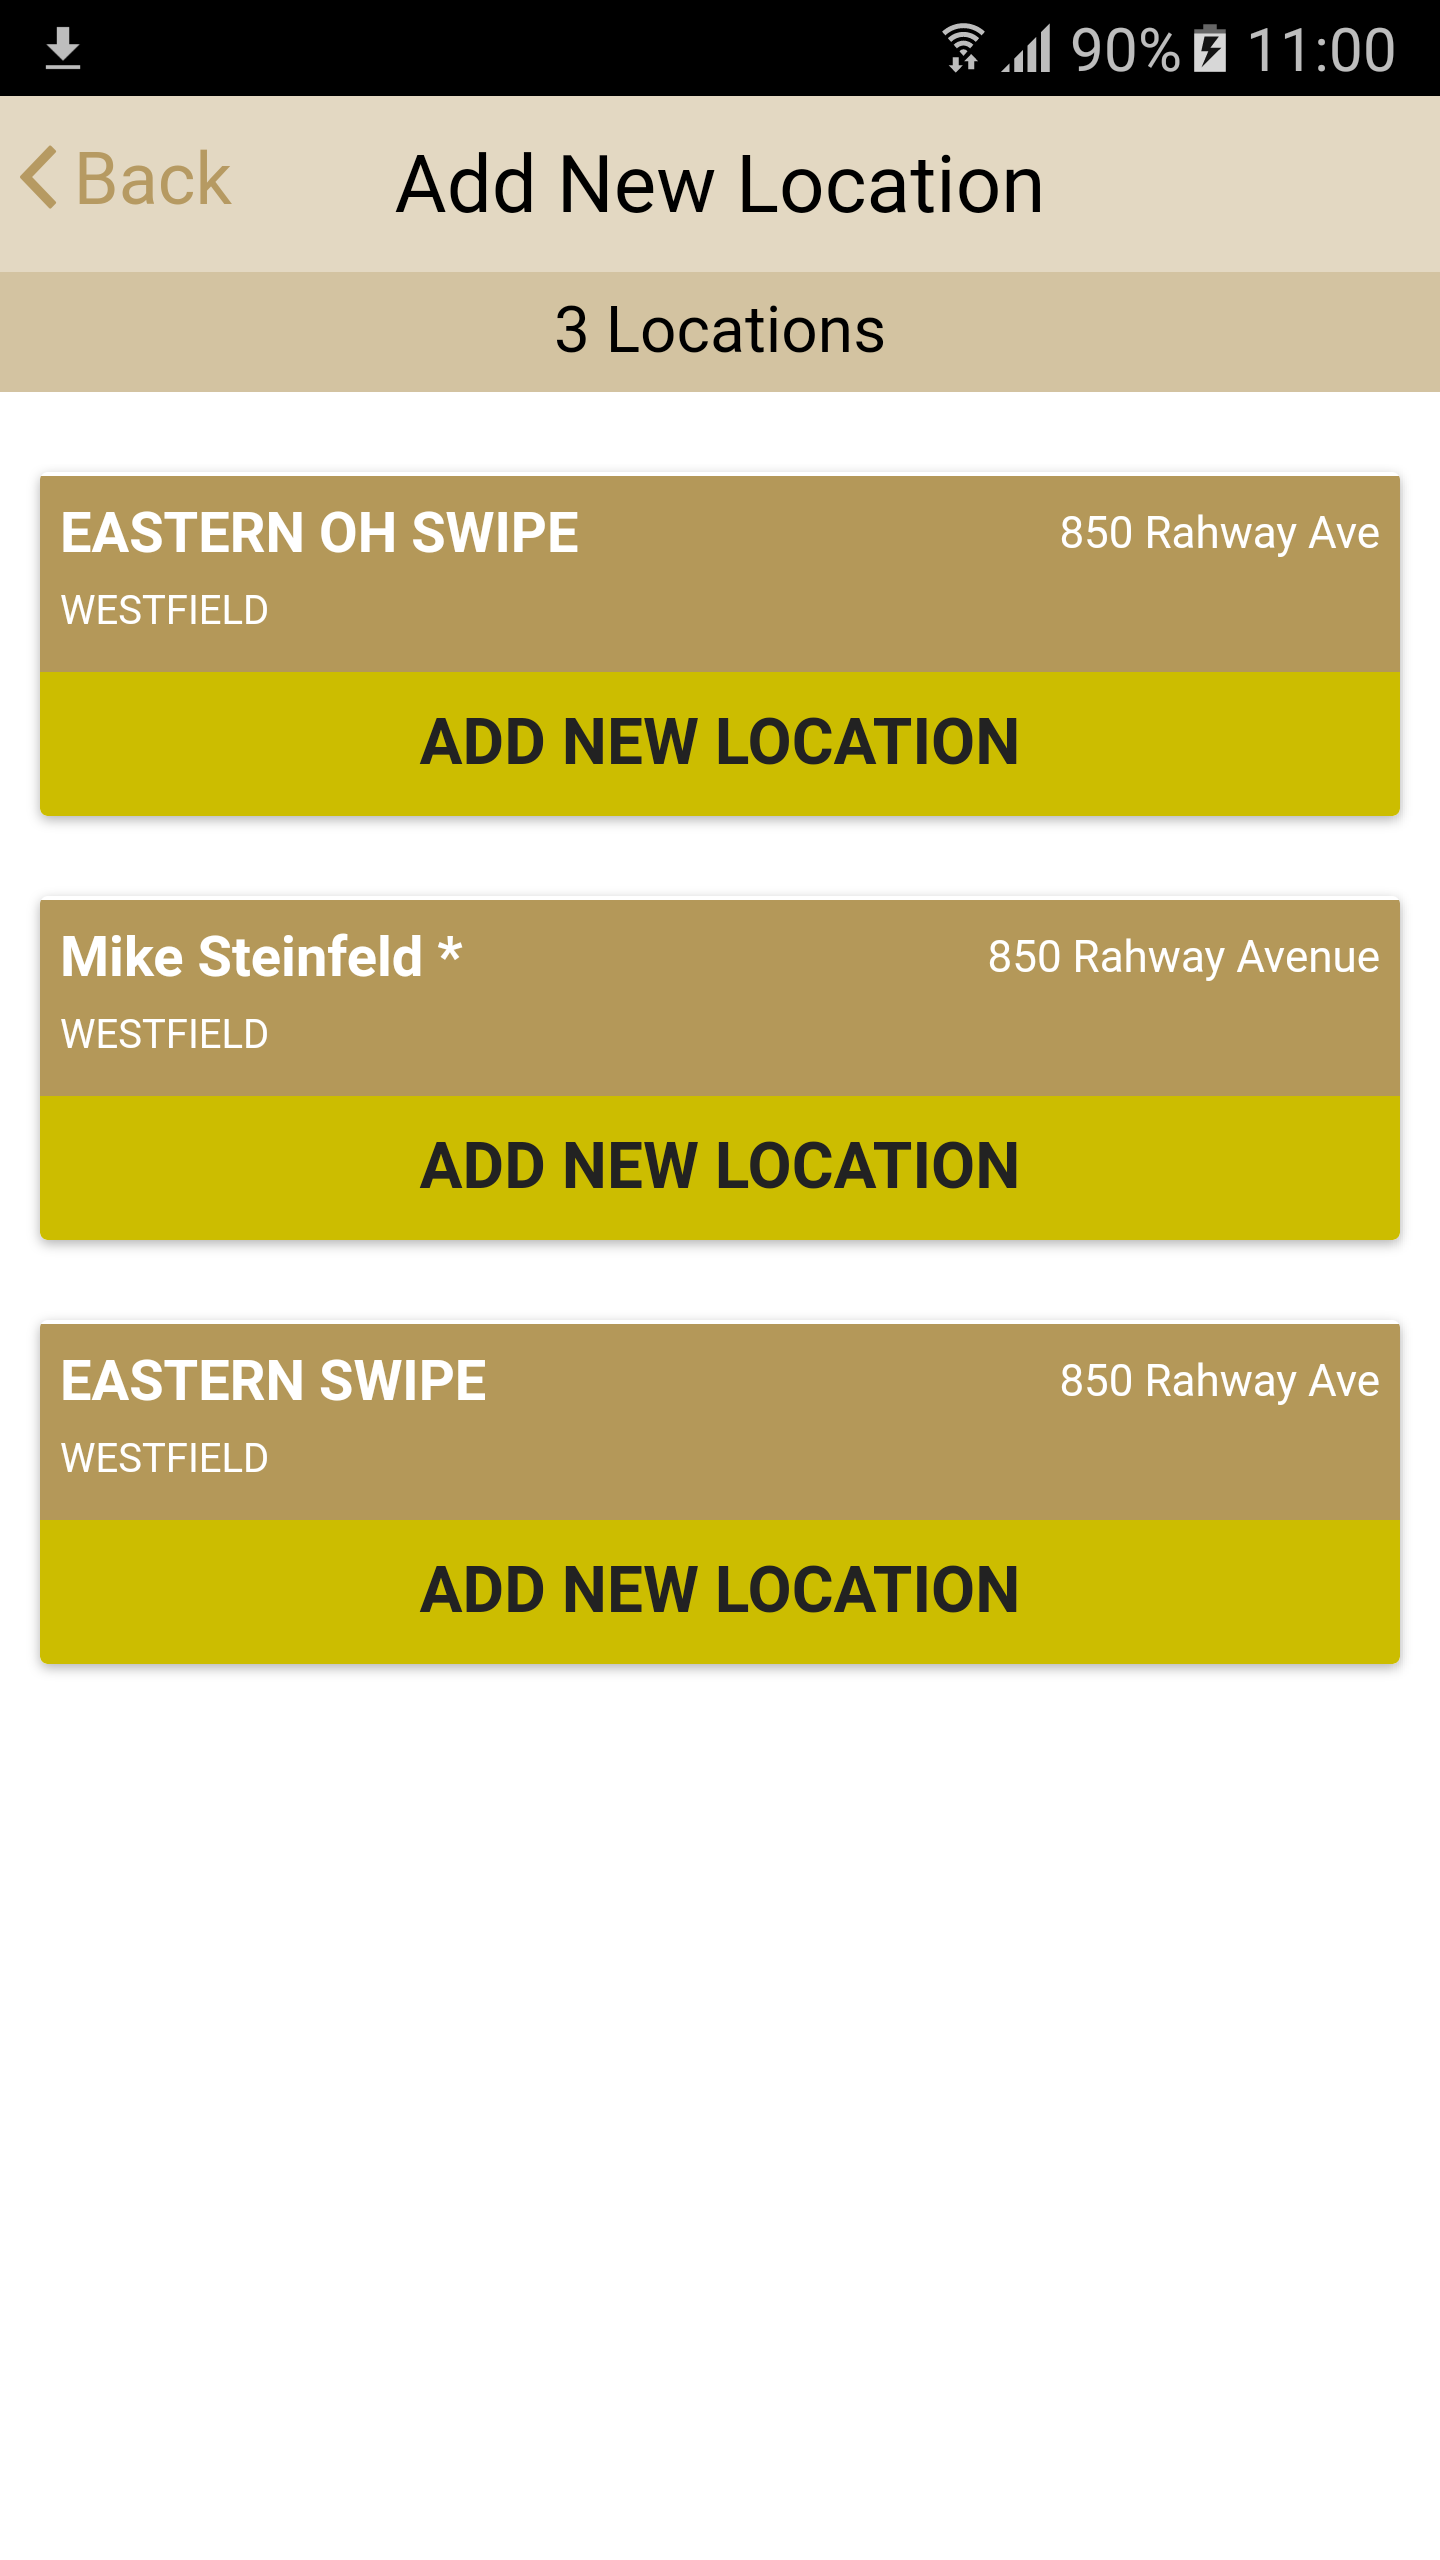 90% 11:00
Back Add New Location
3 Locations
EASTERN OH SWIPE 850 Rahway Ave
WESTFIELD
ADD NEW LOCATION
Mike Steinfeld * 850 Rahway Avenue
WESTFIELD
ADD NEW LOCATION
EASTERN SWIPE 850 Rahway Ave
WESTFIELD
ADD NEW LOCATION